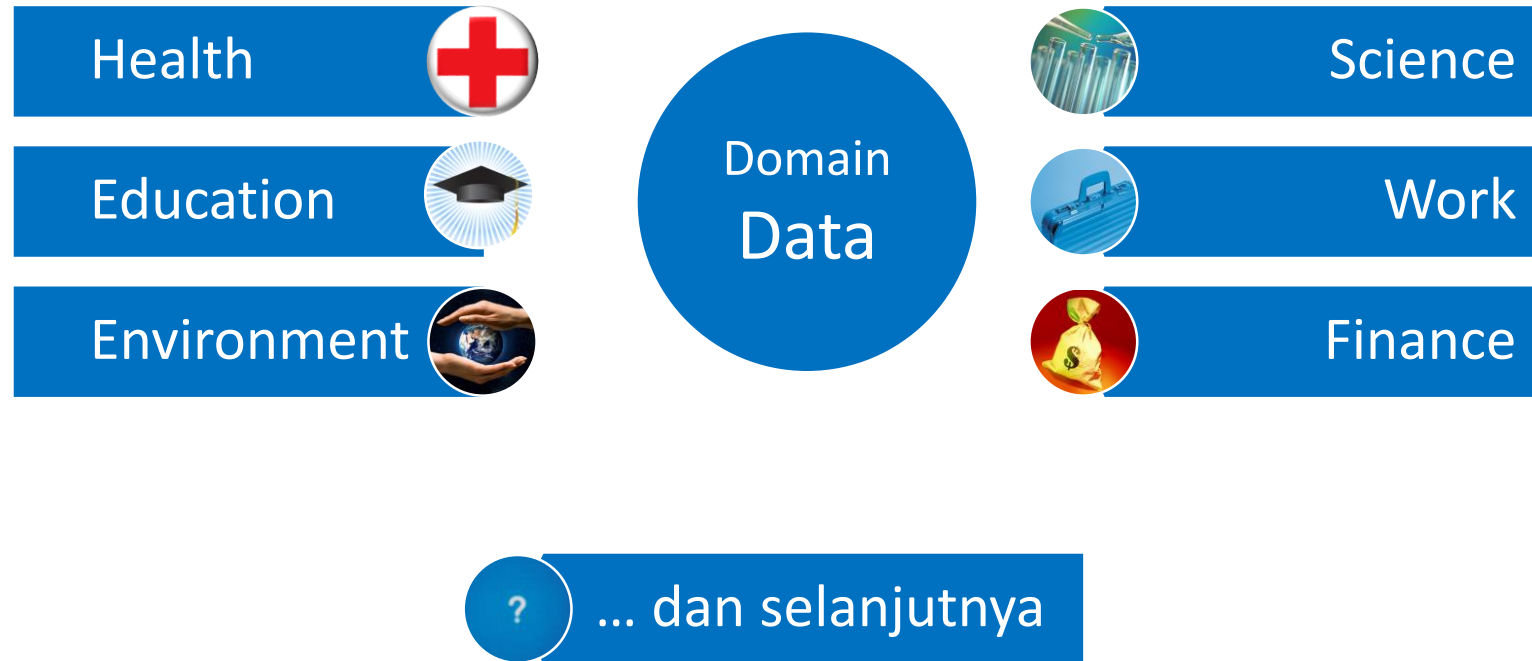 Health
Education
Environment
Domain
Data
Science
Work
Finance
?
... dan selanjutnya